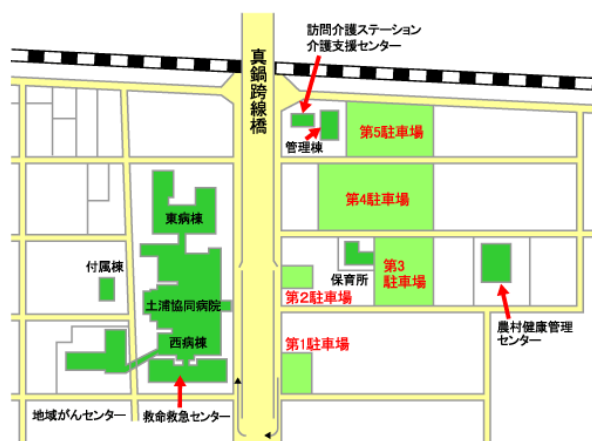 訪問介護ステーション
介護支援センター
真鍋跨線橋
第5駐車場
管理棟
第4駐車場
東病棟
付属棟
保育所
第3
駐車場
土浦協同病院
第2駐車場
農村健康管理
センター
西病棟
第1駐車場
地域がんセンター
救命救急センター